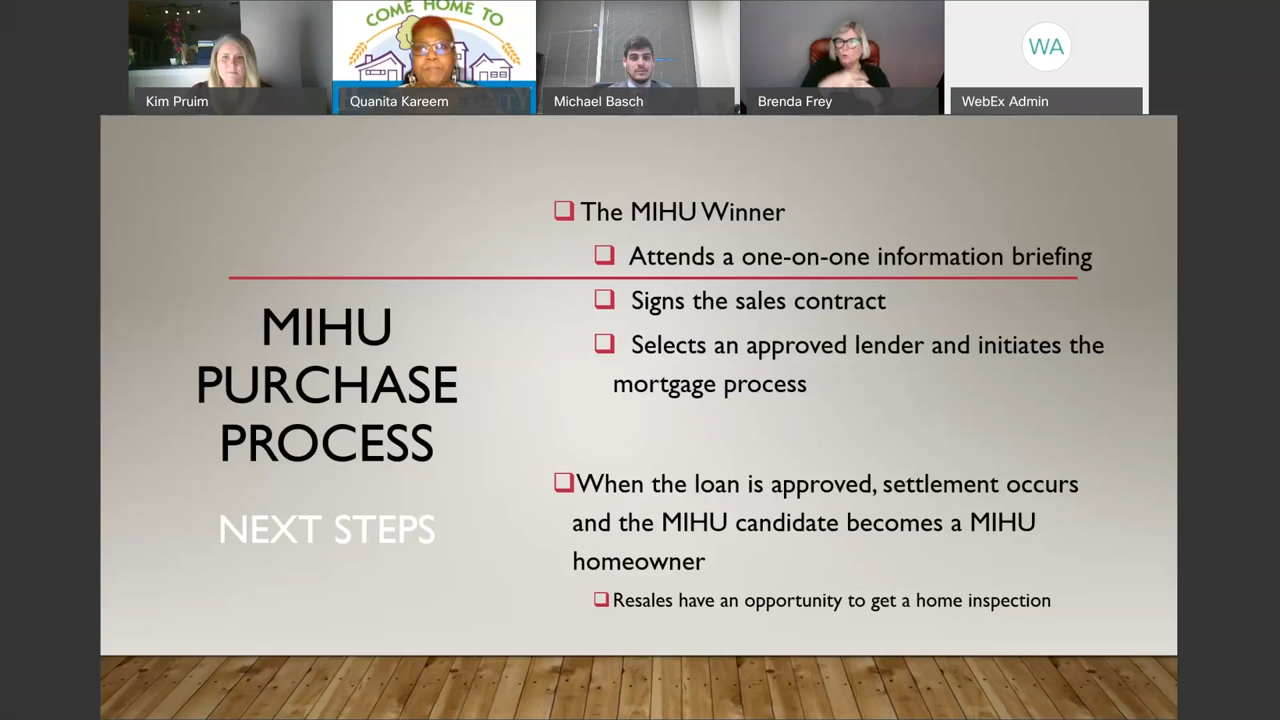 COME HOME TO
WA
Kim Pruim
Quanita Kareem
Michael Basch
Brenda Frey
WebEx Admin
MIHU
PURCHASE
PROCESS
NEXT STEPS
The MIHU Winner
Attends a one-on-one information briefing
Signs the sales contract
Selects an approved lender and initiates the
mortgage process
When the loan is approved, settlement occurs
and the MIHU candidate becomes a MIHU
homeowner
Resales have an opportunity to get a home inspection